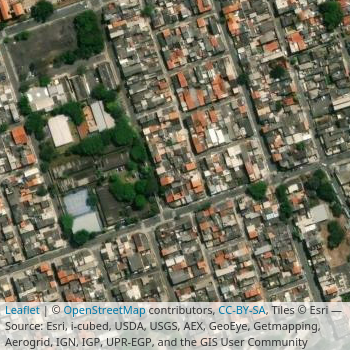 Leaflet | © OpenStreetMap contributors, CC-BY-SA, Tiles © Esri —
Source: Esri, i-cubed, USDA, USGS, AEX, GeoEye, Getmapping,
Aerogrid, IGN, IGP, UPR-EGP, and the GIS User Community